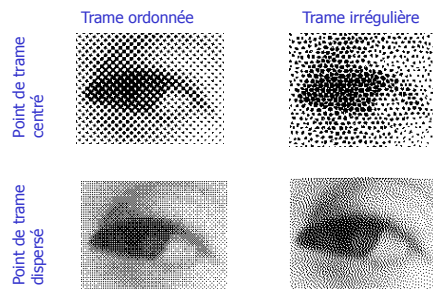 Trame ordonnée
Trame irrégulière
Point de trame
centré
Point de trame
dispersé